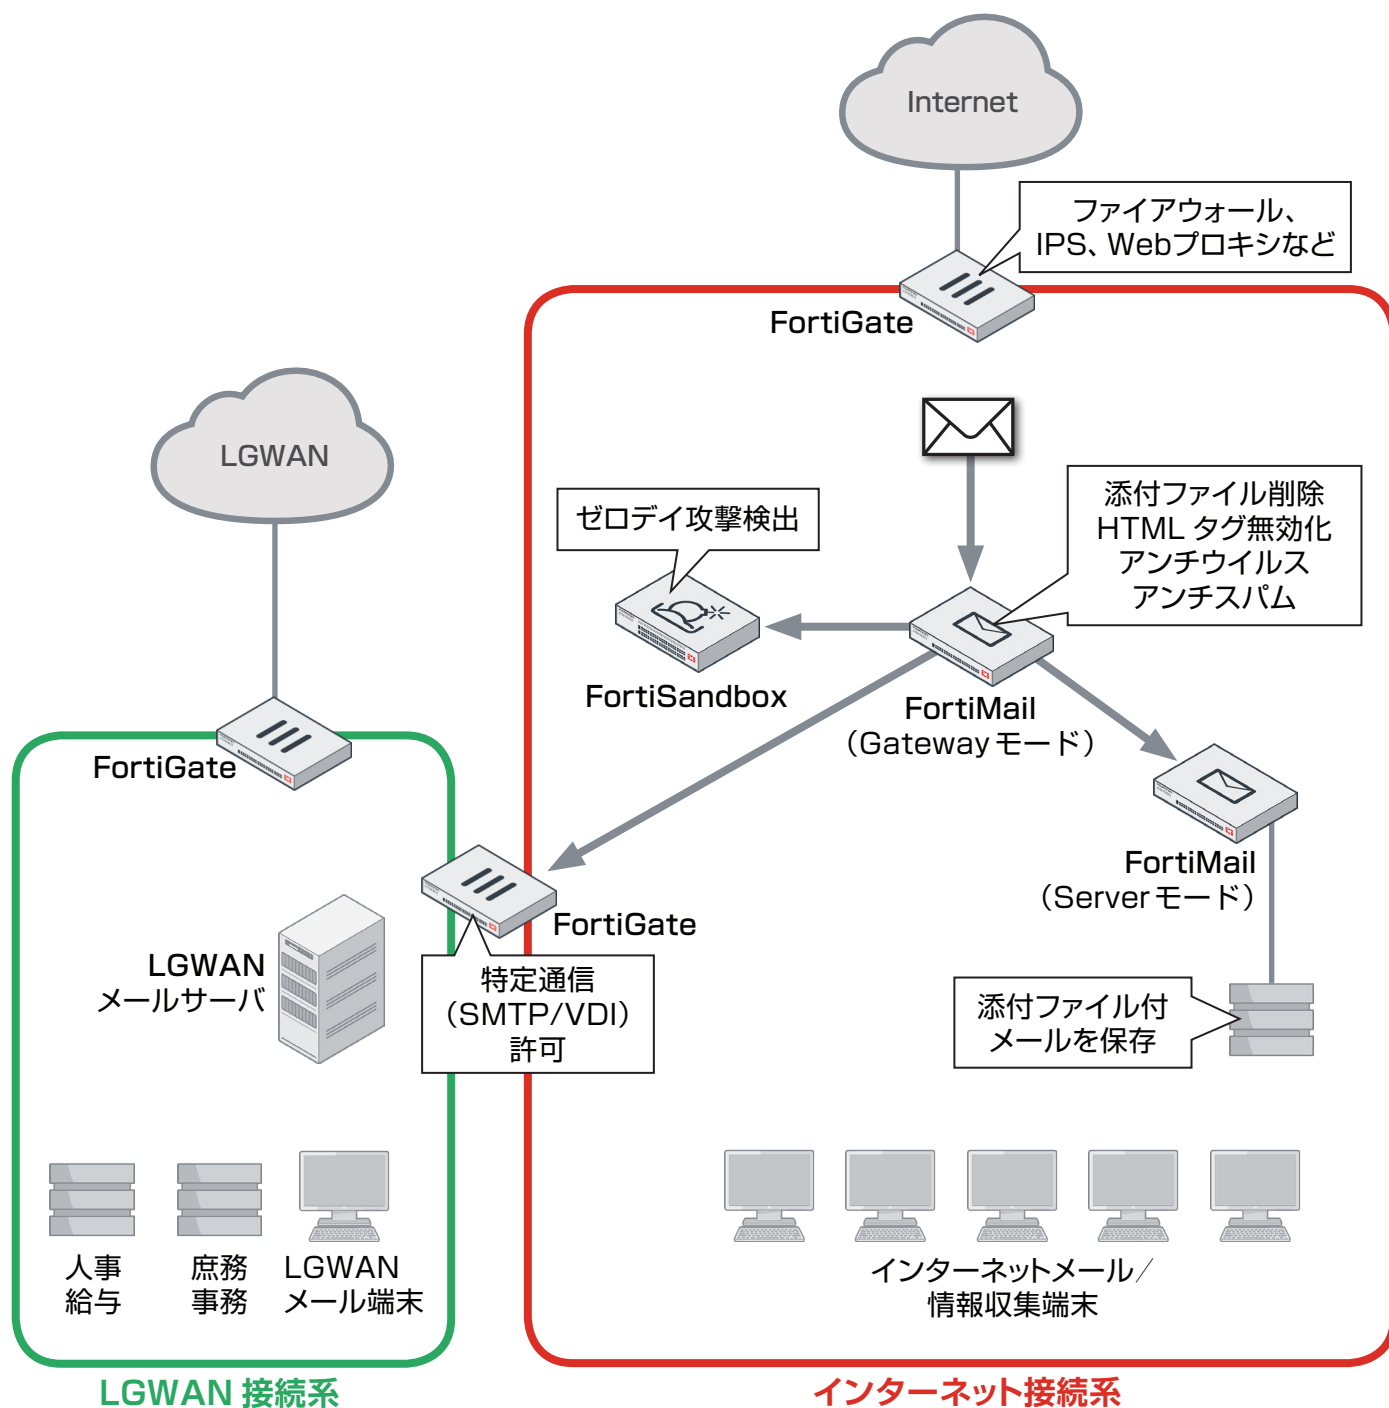 Internet
ファイアウォール、
IPS、Webプロキシなど
FortiGate
LGWAN
ゼロデイ攻撃検出
添付ファイル削除
HTML タグ無効化
アンチウイルス
アンチスパム
FortiSandbox
FortiMail
（Gateway モード）
FortiGate
FortiMail
（Server モード）
FortiGate
LGWAN
メールサーバ
特定通信
（SMTP/VDI）
許可
添付ファイル付
メールを保存
人事
給与
庶務
事務
LGWAN
メール端末
インターネットメール／
情報収集端末
LGWAN 接続系
インターネット接続系